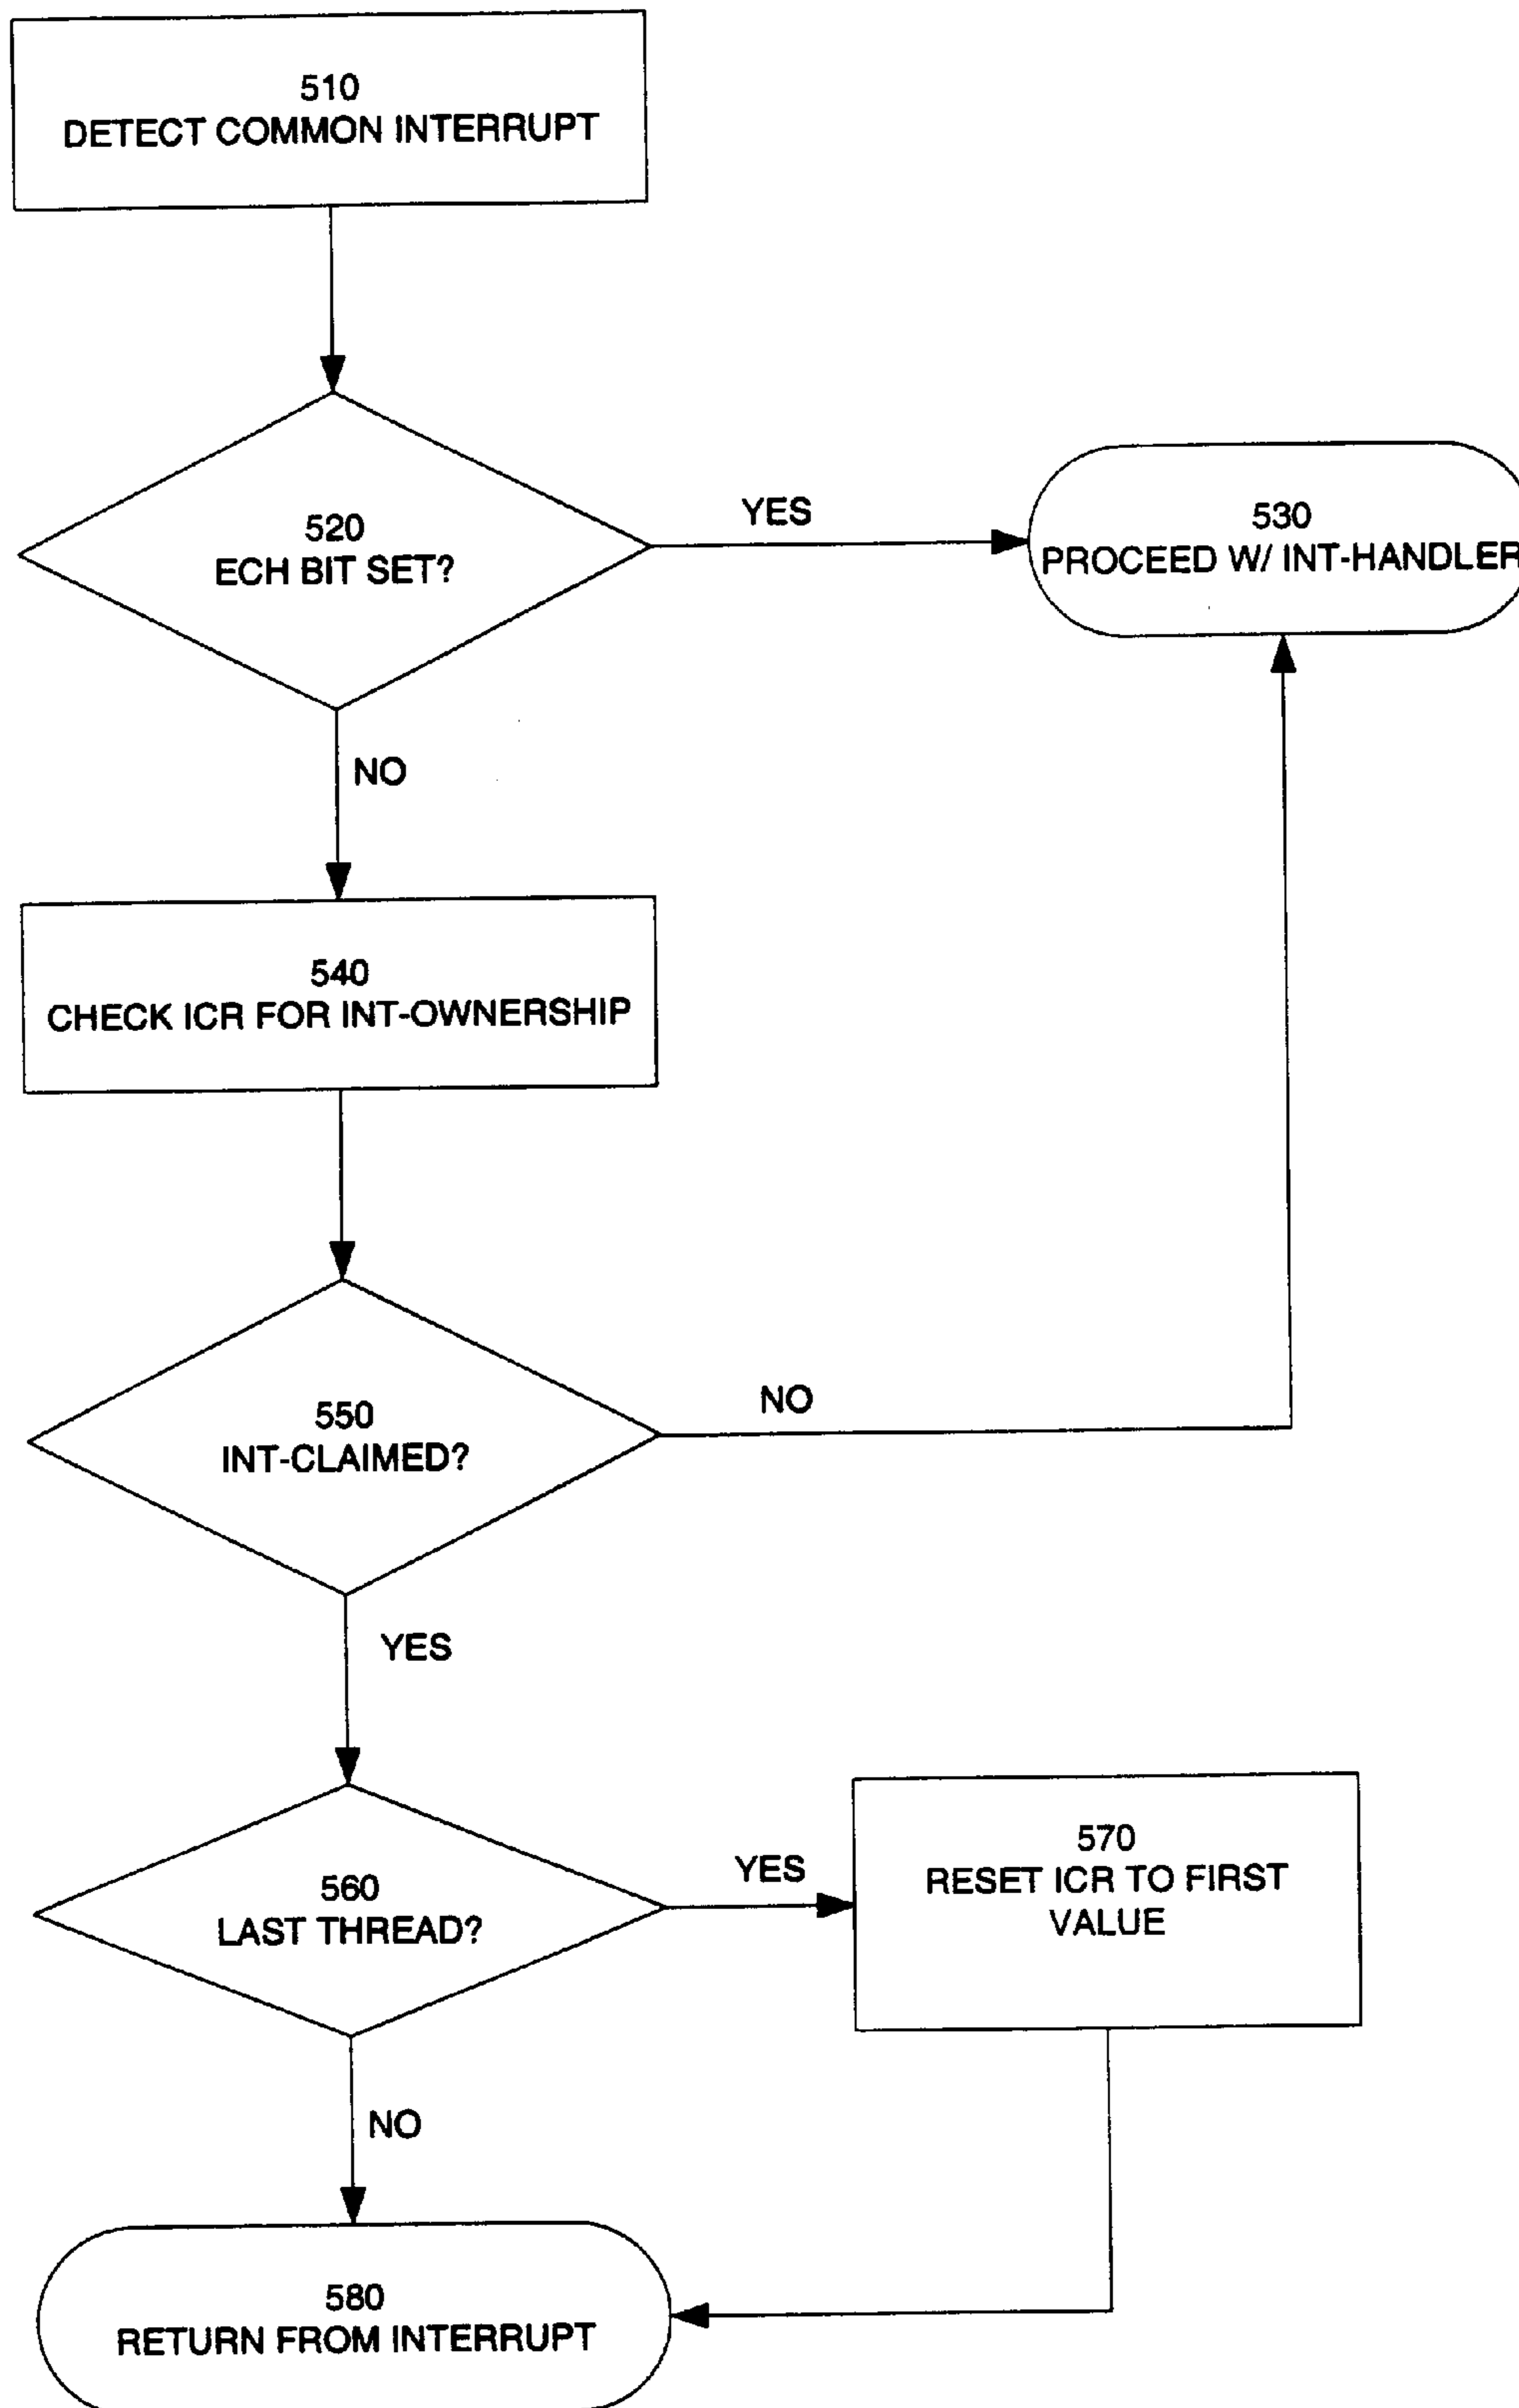 510
DETECT COMMON INTERRUPT
520
ECH BIT SET?
YES
530
PROCEED W/ INT-HANDLER
NO
540
CHECK ICR FOR INT-OWNERSHIP
550
INT-CLAIMED?
NO
YES
560
LAST THREAD?
YES
570
RESET ICR TO FIRST
VALUE
NO
580
RETURN FROM INTERRUPT